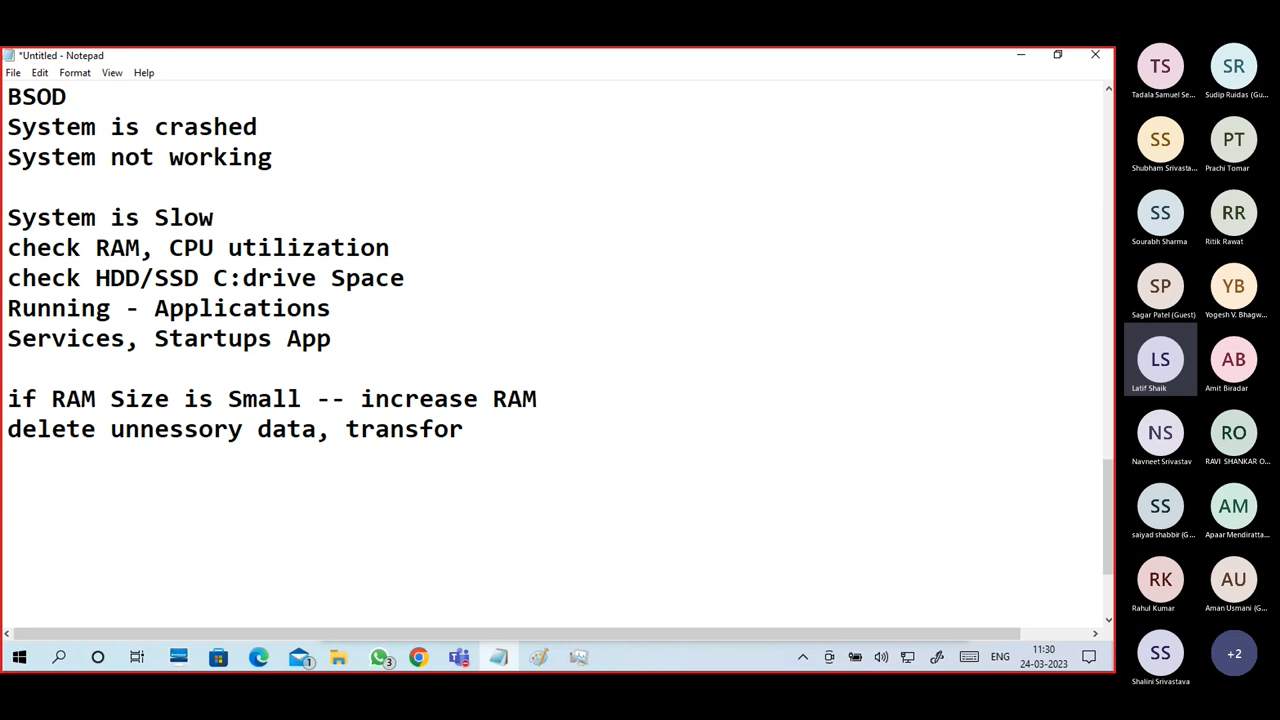 *Untitled - Notepad
File Edit Format View Help
BSOD
System is crashed
System not working
System is Slow
check RAM, CPU utilization
check HDD/SSD C:drive Space
Running - Applications
Services, Startups App
if RAM Size is Small -- increase RAM
delete unnessory data, transfor
1
3
ENG
11:30
24-03-2023
TS
SR
Tadala Samuel Se...
Sudip Ruidas (Gu...
SS
PT
Shubham Srivasta...
Prachi Tomar
SS
RR
Sourabh Sharma
Ritik Rawat
SP
YB
Sagar Patel (Guest)
Yogesh V. Bhagw...
LS
AB
Latif Shaik
Amit Biradar
NS
RO
Navneet Srivastav
RAVI SHANKAR O...
SS
AM
saiyad shabbir (G...
Apaar Mendiratta...
RK
AU
Rahul Kumar
Aman Usmani (G...
SS
+2
Shalini Srivastava